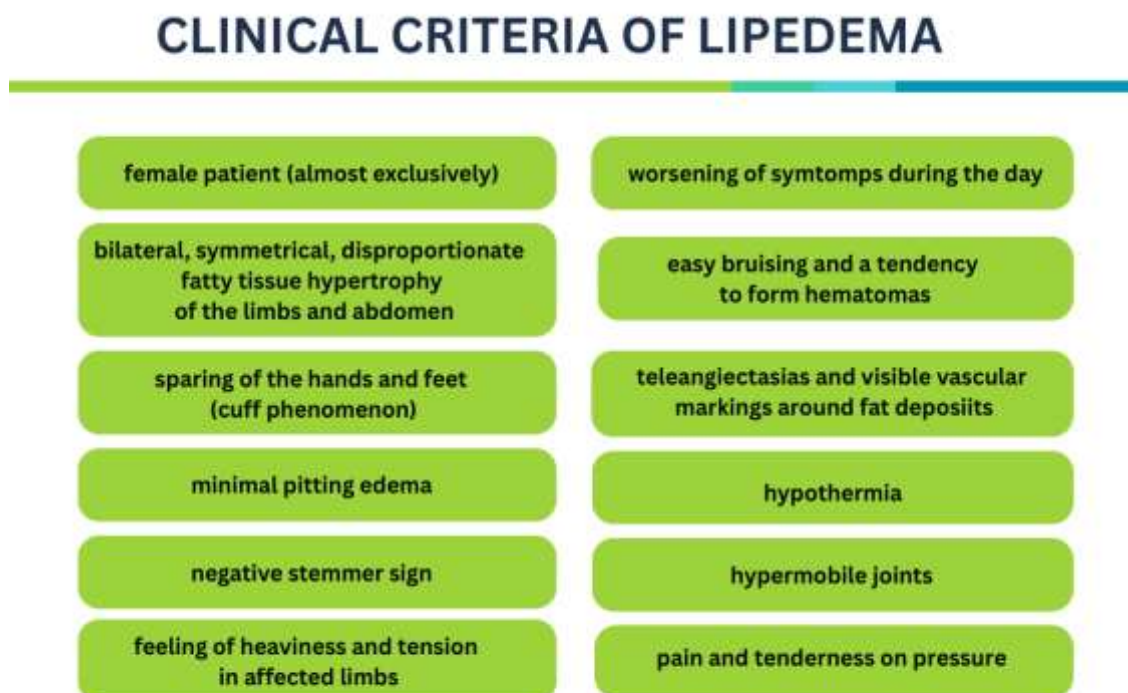 CLINICAL CRITERIA OF LIPEDEMA
female patient (almost exclusively)
bilateral, symmetrical, disproportionate
fatty tissue hypertrophy
of the limbs and abdomen
sparing of the hands and feet
(cuff phenomenon)
minimal pitting edema
negative stemmer sign
feeling of heaviness and tension
in affected limbs
worsening of symtomps during the day
easy bruising and a tendency
to form hematomas
teleangiectasias and visible vascular
markings around fat deposiits
hypothermia
hypermobile joints
pain and tenderness on pressure